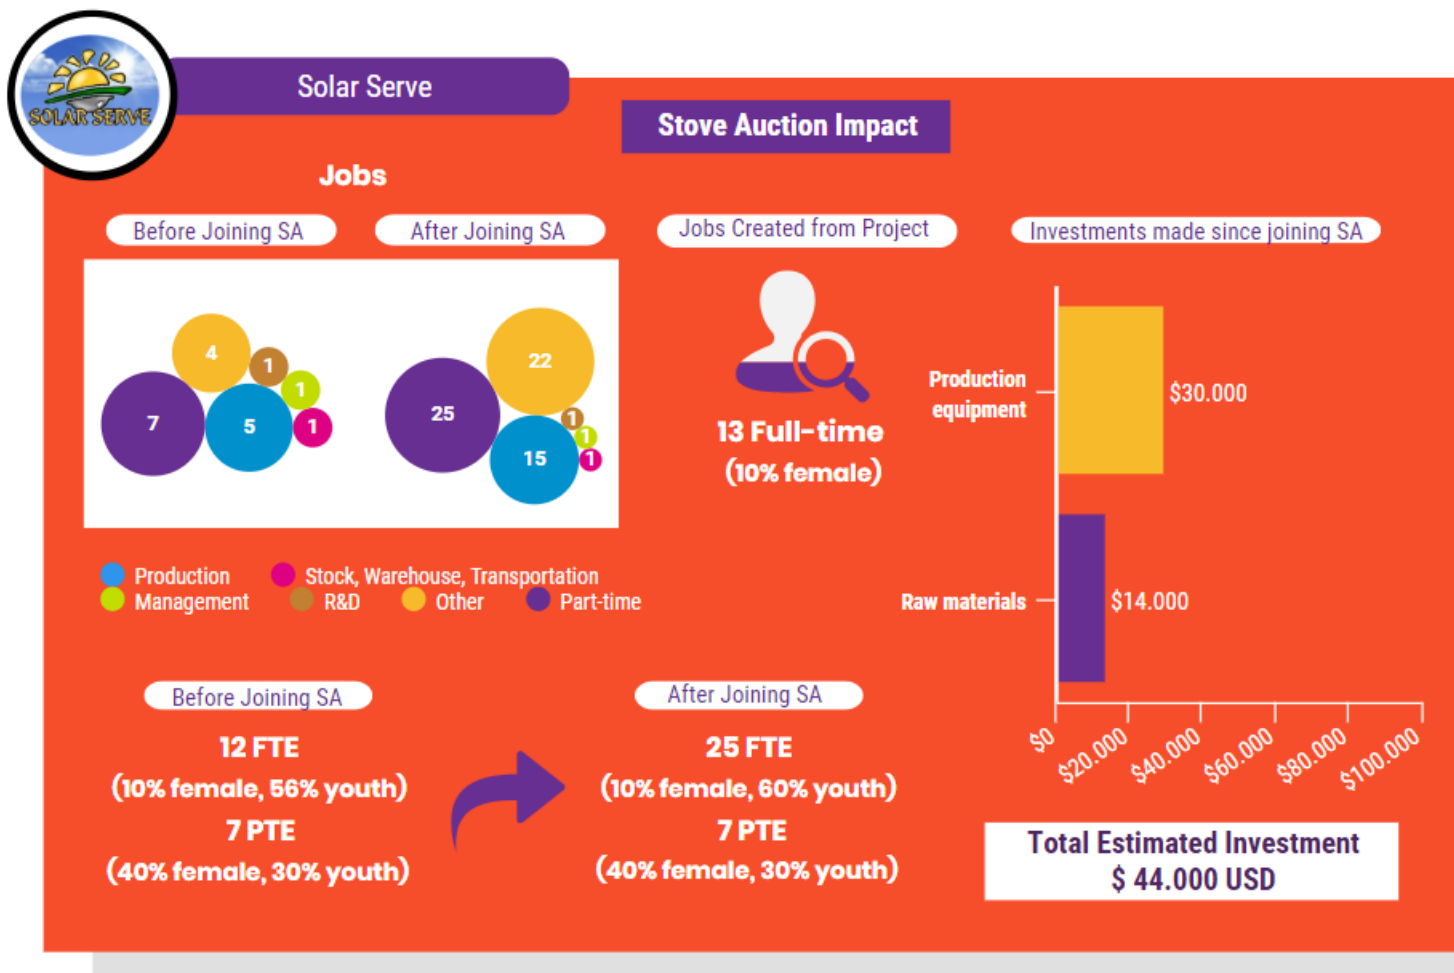 SOLAR SERVE
Solar Serve
Stove Auction Impact
Jobs
Before Joining SA
After Joining SA
4
1
1
7
5
1
22
25
1
1
15
1
Production
Stock, Warehouse, Transportation
Management
R&D
Other
Part-time
Before Joining SA
12 FTE
(10% female, 56% youth)
7 PTE
(40% female, 30% youth)
After Joining SA
25 FTE
(10% female, 60% youth)
7 PTE
(40% female, 30% youth)
Jobs Created from Project
13 Full-time
(10% female)
Investments made since joining SA
Production
equipment
$30.000
Raw materials
$14.000
$0
$20.000
$40.000
$60.000
$80.000
$100.000
Total Estimated Investment
$ 44.000 USD